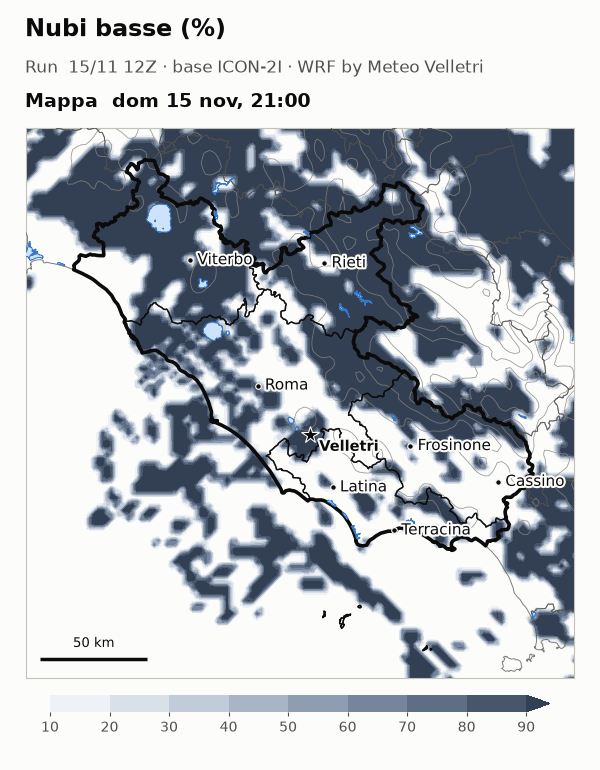 Nubi basse (%)
Run 15/11 12Z · base ICON-2I · WRF by Meteo Velletri
Mappa dom 15 nov, 21:00
Viterbo
Rieti
Roma
Velletri
Frosinone
Cassino
Latina
Terracina
50 km
10 20 30 40 50 60 70 80 90